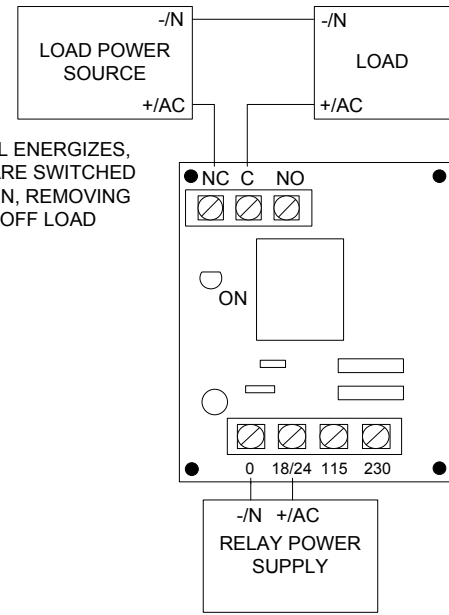 -/N
-/N
LOAD POWER
SOURCE
LOAD
+/AC
+/AC
L ENERGIZES,
ARE SWITCHED
N, REMOVING
OFF LOAD
NC C NO
ON
0 18/24 115 230
-/N +/AC
RELAY POWER
SUPPLY